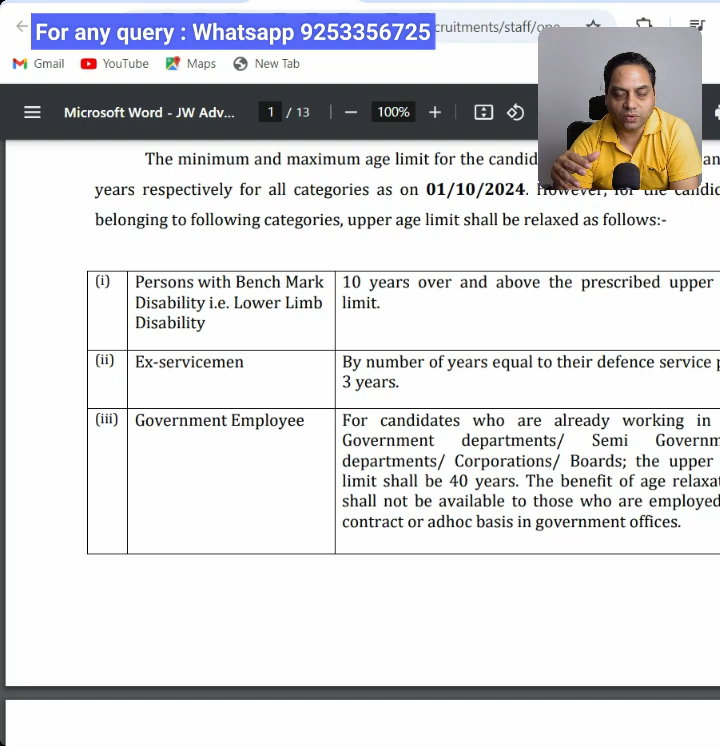 For any query : Whatsapp 9253356725
cruitments/staff/ope
Gmail YouTube Maps New Tab
Microsoft Word - JW Adv... 1 / 13 100%
The minimum and maximum age limit for the candid an
years respectively for all categories as on 01/10/2024. However, for the candid
belonging to following categories, upper age limit shall be relaxed as follows:-
(i) Persons with Bench Mark 10 years over and above the prescribed upper
Disability i.e. Lower Limb limit.
Disability
(ii) Ex-servicemen By number of years equal to their defence service p
3 years.
(iii) Government Employee For candidates who are already working in
Government departments/ Semi Governm
departments/ Corporations/ Boards; the upper
limit shall be 40 years. The benefit of age relaxat
shall not be available to those who are employed
contract or adhoc basis in government offices.